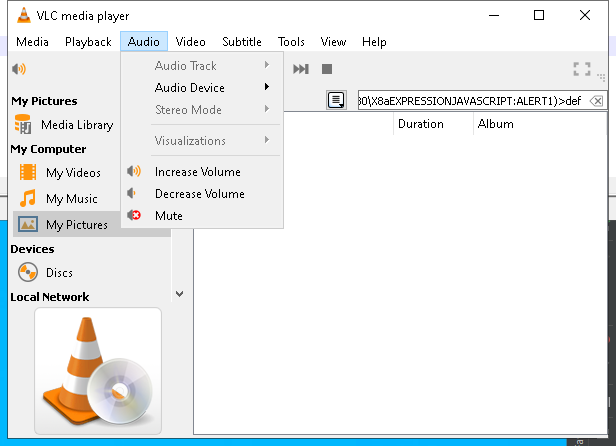 VLC media player
Media Playback Audio Video Subtitle Tools View Help
Audio Track
Audio Device
Stereo Mode
Visualizations
Increase Volume
Decrease Volume
Mute
My Pictures
Media Library
My Computer
My Videos
My Music
My Pictures
Devices
Discs
Local Network
30\X8aEXPRESSIONJAVASCRIPT:ALERT1)>def
Duration Album